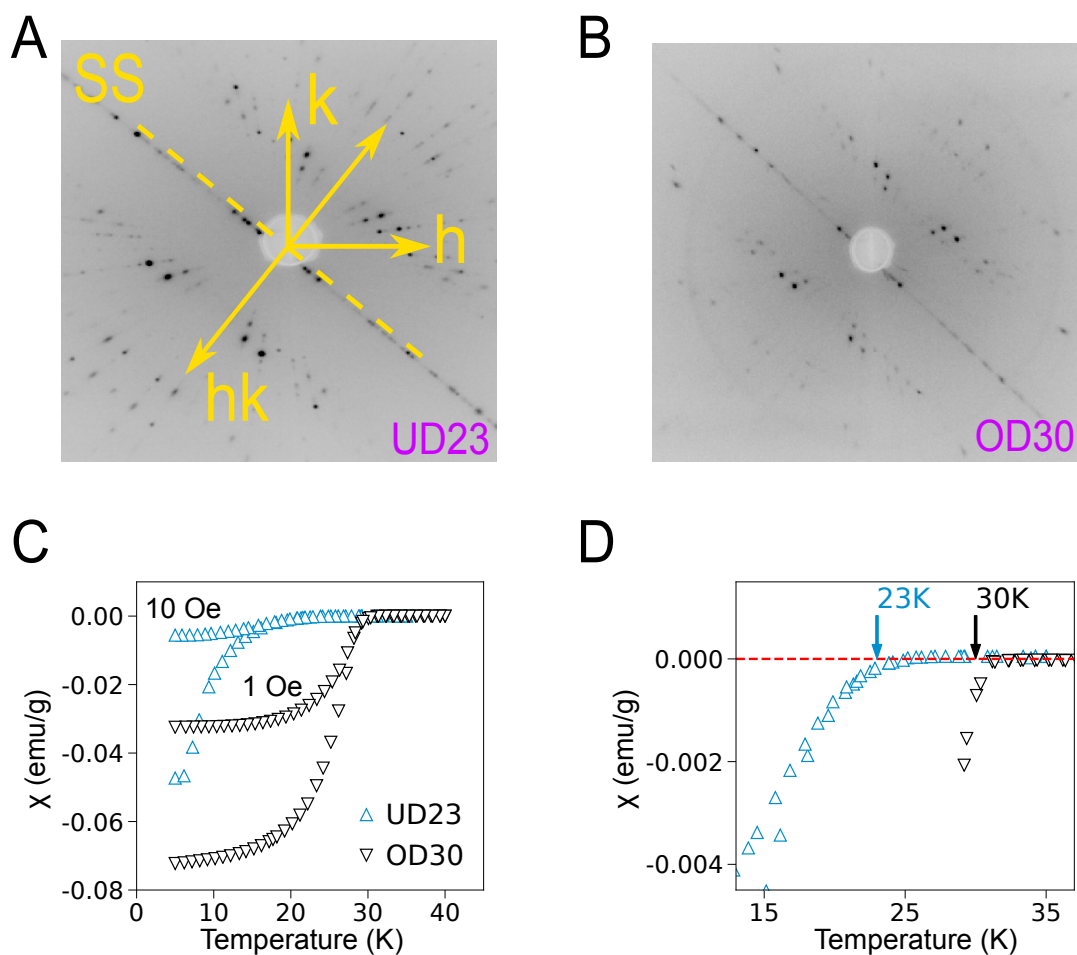 A
B
SS
k
h
hk
UD23
OD30
C
D
10 Oe
1 Oe
UD23
OD30
0.00
-0.02
-0.04
-0.06
-0.08
χ (emu/g)
0 10 20 30 40
Temperature (K)
23K 30K
0.000
-0.002
-0.004
χ (emu/g)
15 25 35
Temperature (K)